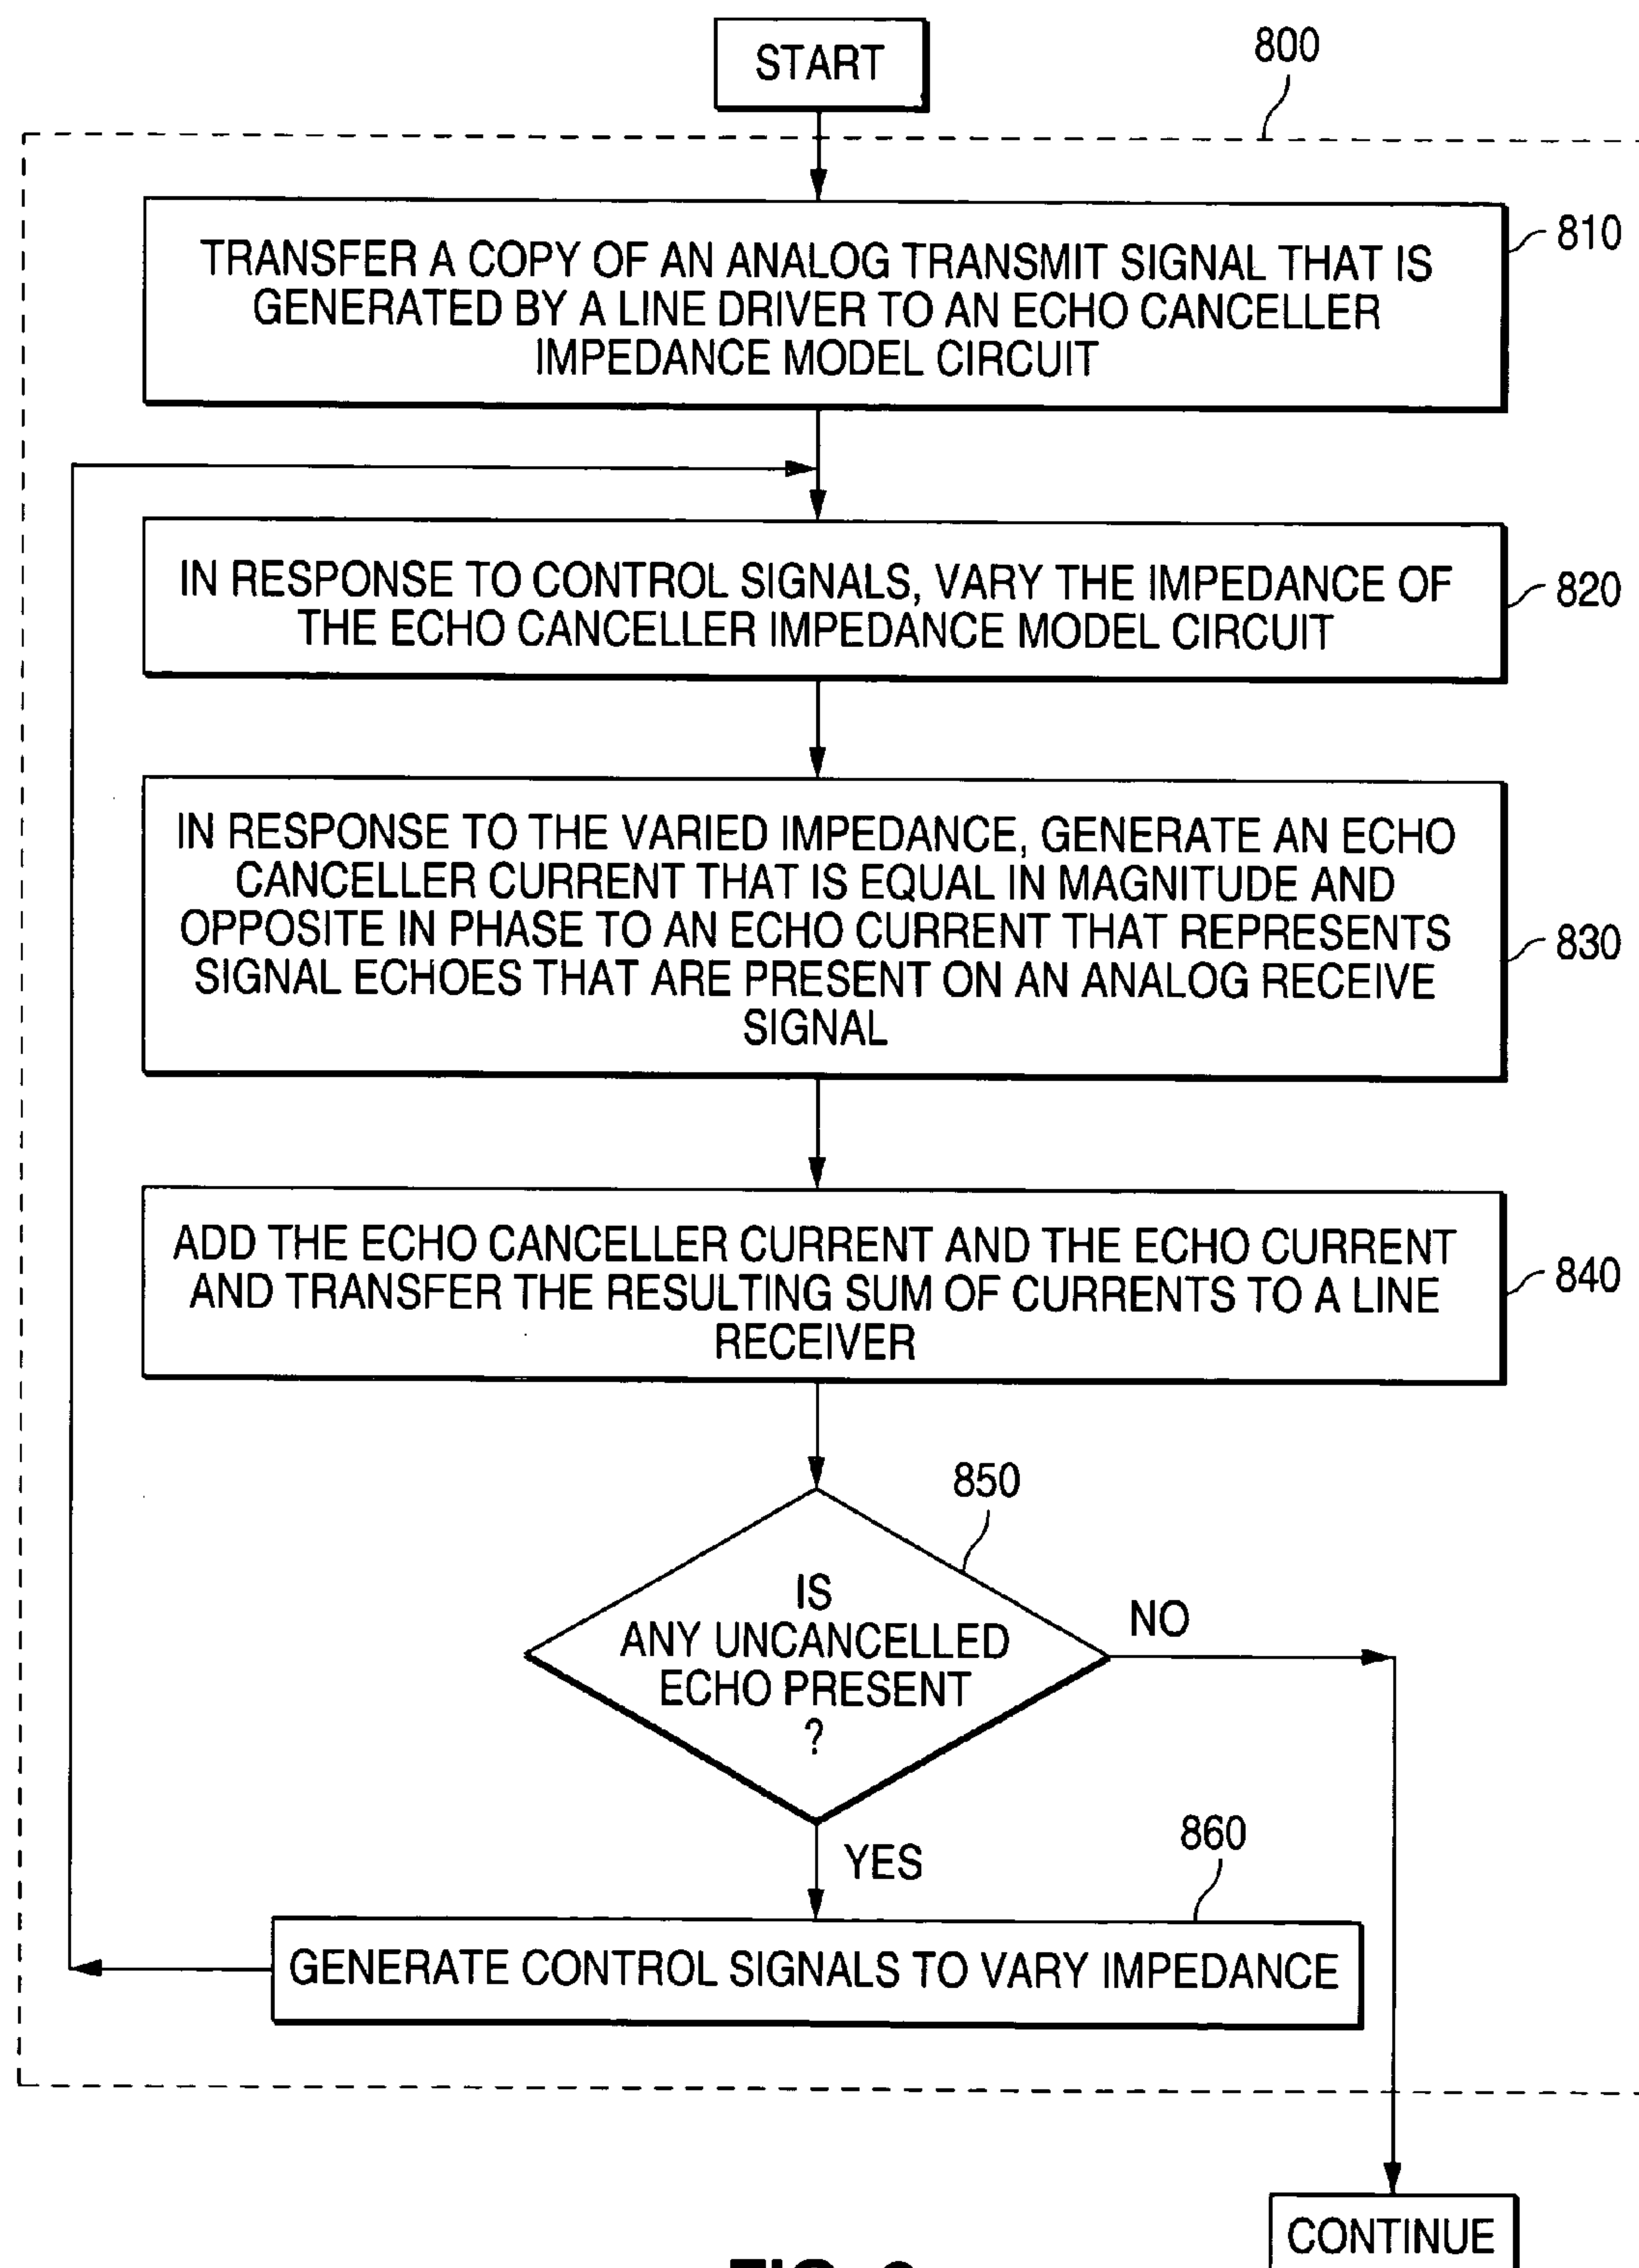 START
800
TRANSFER A COPY OF AN ANALOG TRANSMIT SIGNAL THAT IS
GENERATED BY A LINE DRIVER TO AN ECHO CANCELLER
IMPEDANCE MODEL CIRCUIT
810
IN RESPONSE TO CONTROL SIGNALS, VARY THE IMPEDANCE OF
THE ECHO CANCELLER IMPEDANCE MODEL CIRCUIT
820
IN RESPONSE TO THE VARIED IMPEDANCE, GENERATE AN ECHO
CANCELLER CURRENT THAT IS EQUAL IN MAGNITUDE AND
OPPOSITE IN PHASE TO AN ECHO CURRENT THAT REPRESENTS
SIGNAL ECHOES THAT ARE PRESENT ON AN ANALOG RECEIVE
SIGNAL
830
ADD THE ECHO CANCELLER CURRENT AND THE ECHO CURRENT
AND TRANSFER THE RESULTING SUM OF CURRENTS TO A LINE
RECEIVER
840
850
IS
ANY UNCANCELLED
ECHO PRESENT
?
NO
YES
860
GENERATE CONTROL SIGNALS TO VARY IMPEDANCE
CONTINUE
FIG.